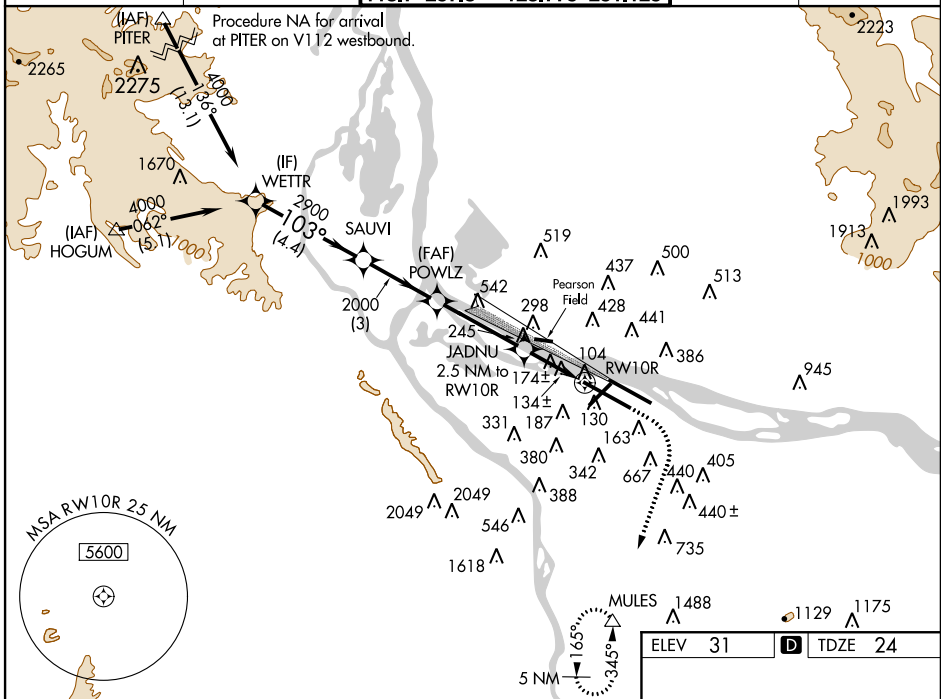 (IAF)
PITER
Procedure NA for arrival
at PITER on V112 westbound.
2223
2265
2275
4000
136°
(13.1)
1670
(IF)
WETTR
4000
062°
(5.1)
1000
(IAF)
HOGUM
2900
103°
(4.4)
SAUVI
1993
1913
1000
519
(FAF)
POWLZ
437
500
513
2000
(3)
542
Pearson
Field
298
428
441
245
JADNU
2.5 NM to
RW10R
386
104
RW10R
174±
134±
945
187
130
331
163
380
342
667
440
405
388
440±
2049
2049
546
735
1618
MSA RW10R 25 NM
5600
MULES
1488
1129
1175
165°
345°
5 NM
ELEV 31
D
TDZE 24